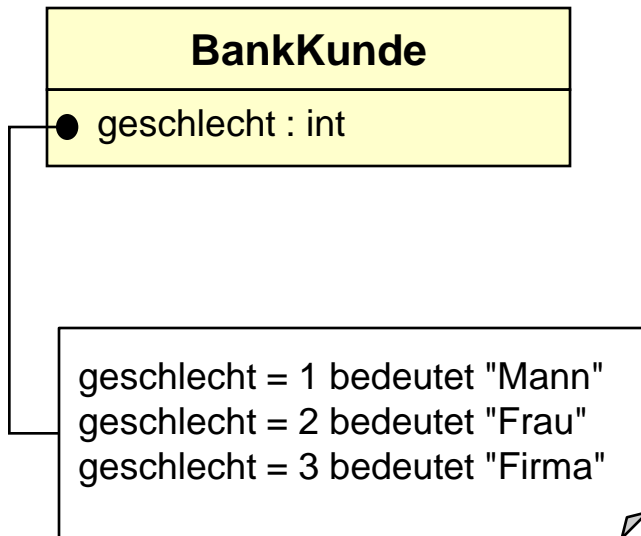 BankKunde
geschlecht : int
geschlecht = 1 bedeutet "Mann"
geschlecht = 2 bedeutet "Frau"
geschlecht = 3 bedeutet "Firma"